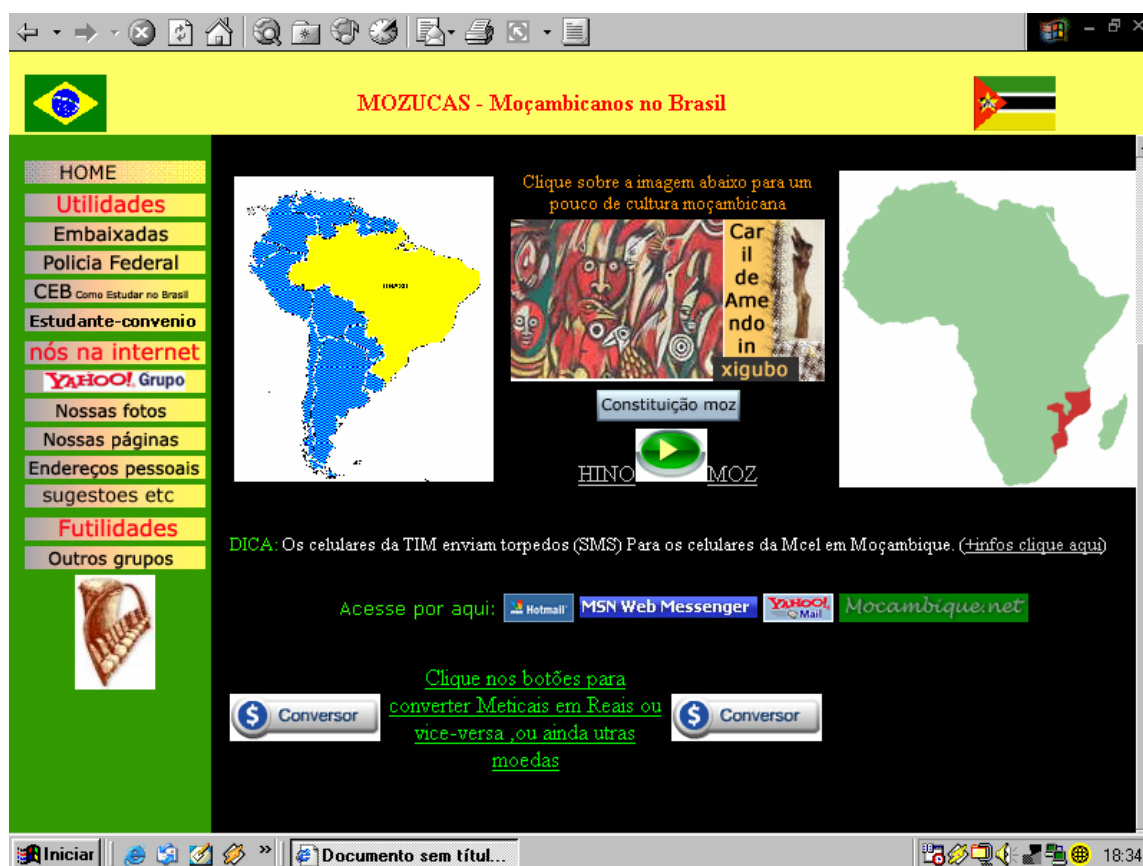 MOZUCAS - Moçambicanos no Brasil
HOME
Utilidades
Embaixadas
Policia Federal
CEB Como Estudar no Brasil
Estudante-convenio
nós na internet
YAHOO! Grupo
Nossas fotos
Nossas páginas
Endereços pessoais
sugestoes etc
Futilidades
Outros grupos
Clique sobre a imagem abaixo para um
pouco de cultura moçambicana
Car
il
de
Ame
ndo
in
xigubo
Constituição moz
HINO MOZ
DICA: Os celulares da TIM enviam torpedos (SMS) Para os celulares da Mcel em Moçambique. (+infos clique aqui)
Acesse por aqui: Hotmail MSN Web Messenger YAHOO! Mail Mocambique.net
Conversor
Clique nos botões para
converter Meticais em Reais ou
vice-versa ,ou ainda utras
moedas
Conversor
Iniciar
»
Documento sem títul...
18:34